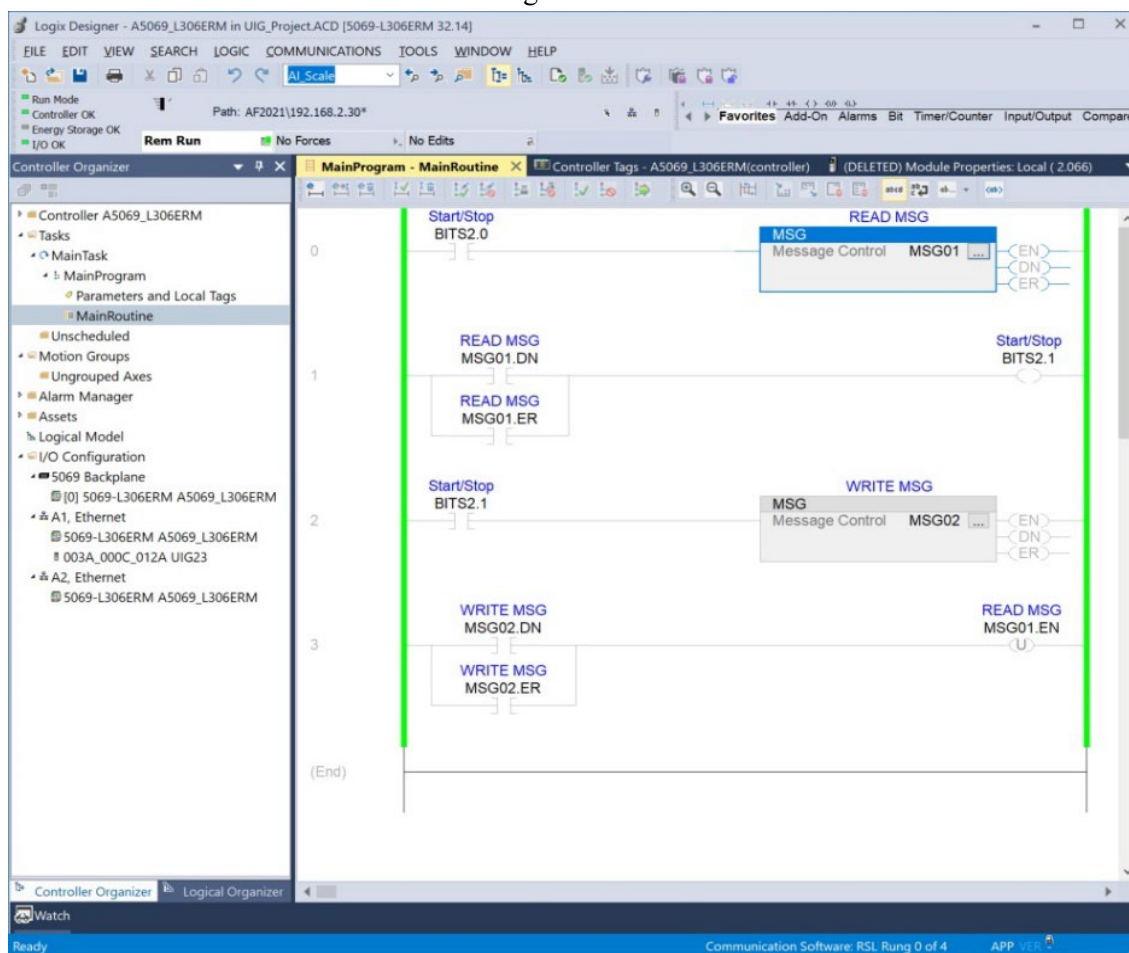 Logix Designer - A5069_L306ERM in UIG_Project.ACD [5069-L306ERM 32.14]
FILE EDIT VIEW SEARCH LOGIC COMMUNICATIONS TOOLS WINDOW HELP
AI_Scale
Run Mode
Controller OK
Energy Storage OK
I/O OK
Path: AF2021\192.168.2.30*
Rem Run
No Forces
No Edits
Favorites Add-On Alarms Bit Timer/Counter Input/Output Compare
Controller Organizer
MainProgram - MainRoutine
Controller Tags - A5069_L306ERM(controller)
(DELETED) Module Properties: Local ( 2.066)
Controller A5069_L306ERM
Tasks
MainTask
MainProgram
Parameters and Local Tags
MainRoutine
Unscheduled
Motion Groups
Ungrouped Axes
Alarm Manager
Assets
Logical Model
I/O Configuration
5069 Backplane
[0] 5069-L306ERM A5069_L306ERM
A1, Ethernet
5069-L306ERM A5069_L306ERM
003A_000C_012A UIG23
A2, Ethernet
5069-L306ERM A5069_L306ERM
Start/Stop
BITS2.0
READ MSG
MSG
0
Message Control MSG01 ...
EN
DN
ER
READ MSG
MSG01.DN
Start/Stop
BITS2.1
1
READ MSG
MSG01.ER
Start/Stop
BITS2.1
WRITE MSG
MSG
2
Message Control MSG02 ...
EN
DN
ER
WRITE MSG
MSG02.DN
READ MSG
MSG01.EN
3
U
WRITE MSG
MSG02.ER
(End)
Controller Organizer
Logical Organizer
Watch
Ready
Communication Software: RSL Rung 0 of 4 APP VER